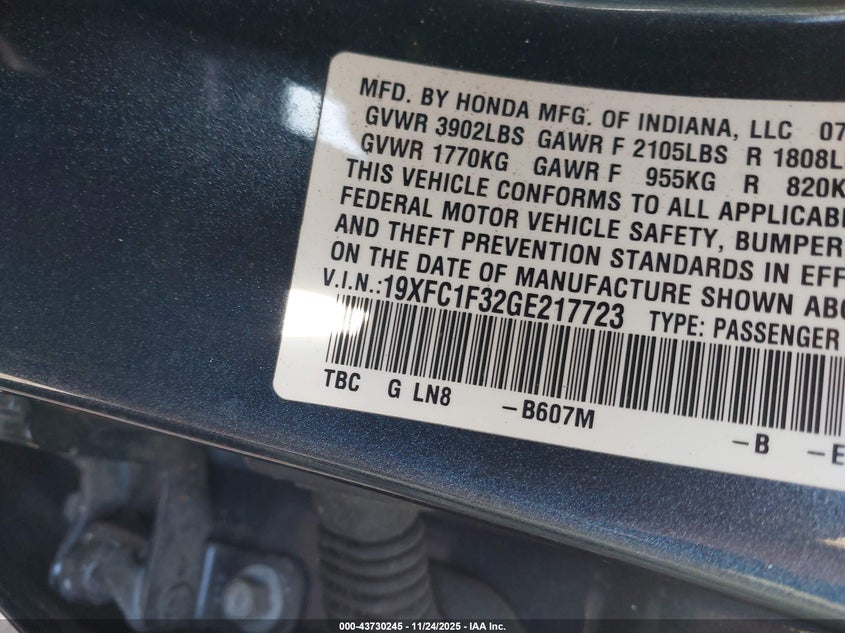 MFD. BY HONDA MFG. OF INDIANA, LLC 07
GVWR 3902LBS GAWR F 2105LBS R 1808L
GVWR 1770KG GAWR F 955KG R 820K
THIS VEHICLE CONFORMS TO ALL APPLICAB
FEDERAL MOTOR VEHICLE SAFETY, BUMPER
AND THEFT PREVENTION STANDARDS IN EFF
ON THE DATE OF MANUFACTURE SHOWN ABO
V.I.N.:19XFC1F32GE217723 TYPE: PASSENGER
TBC G LN8 -B607M -B -E
000-43730245 - 11/24/2025 - IAA Inc.